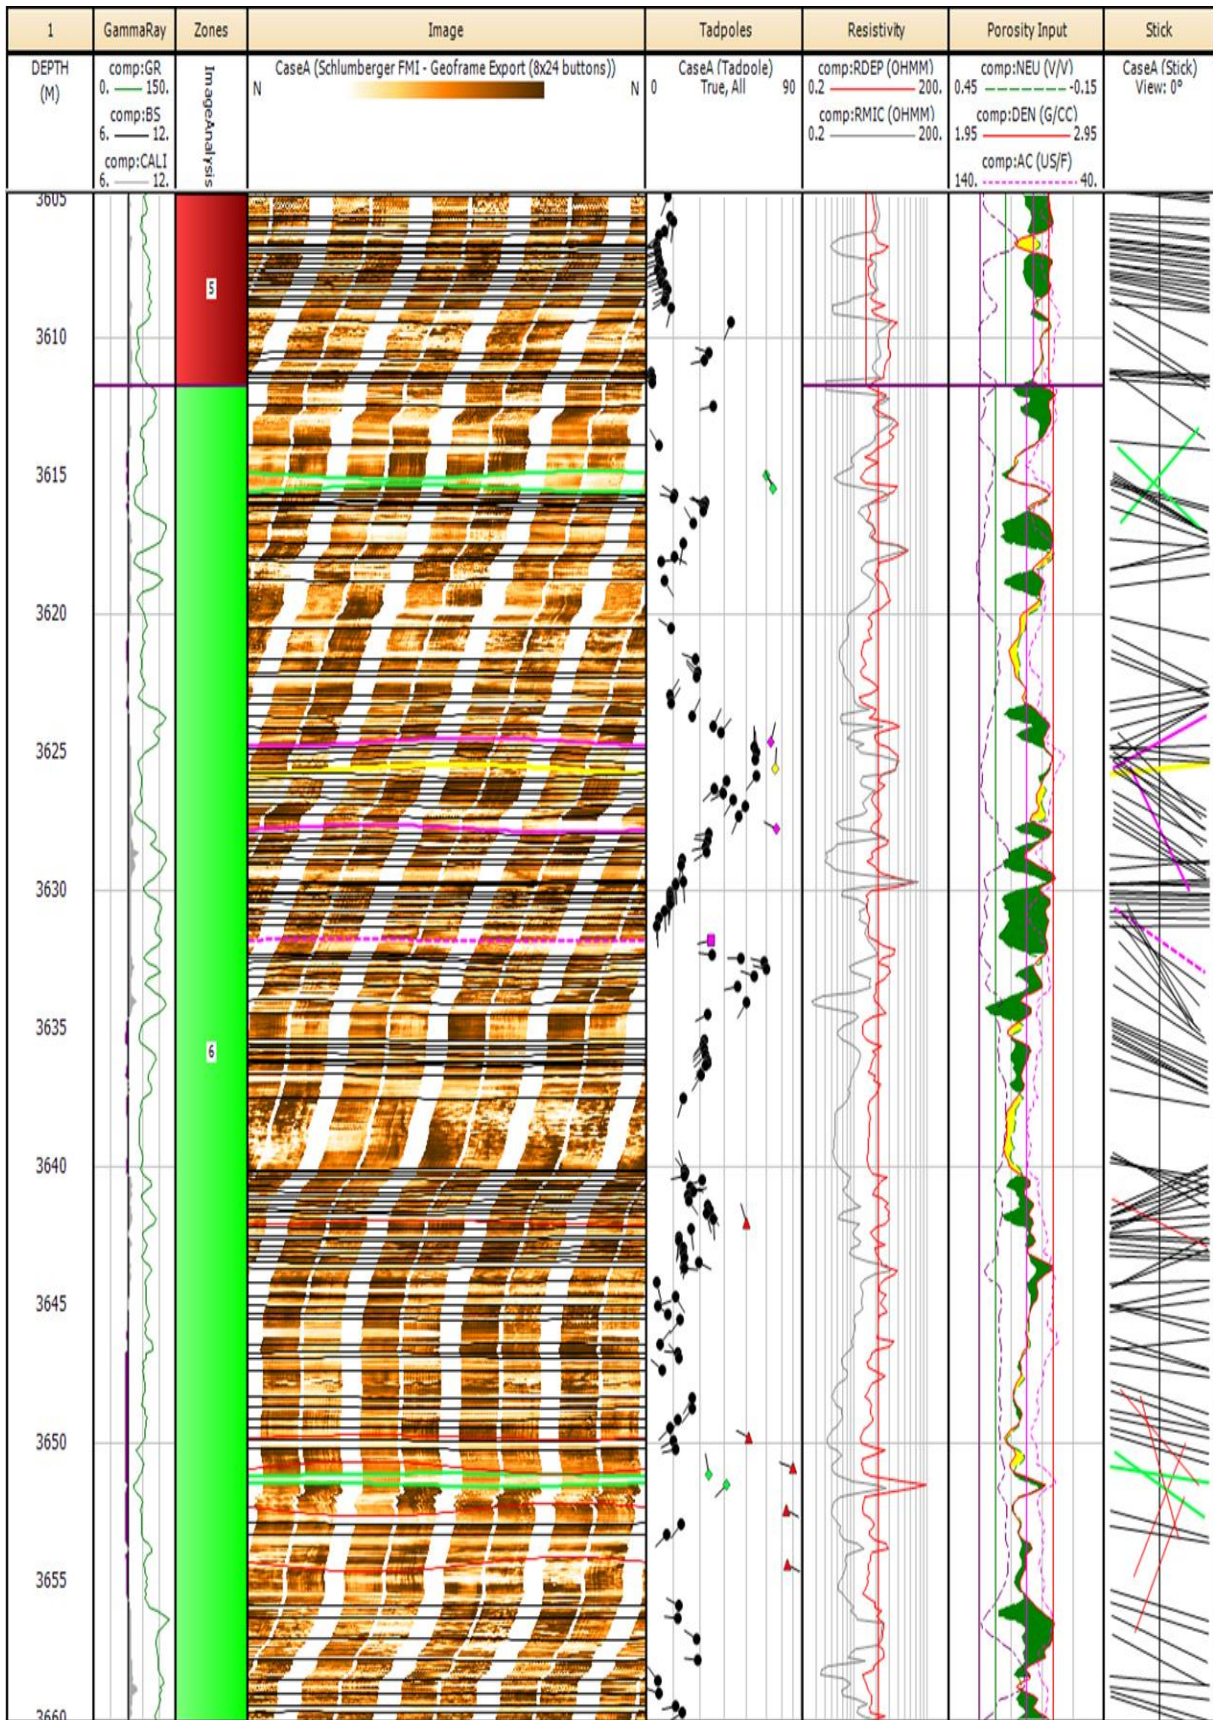 1 GammaRay Zones Image Tadpoles Resistivity Porosity Input Stick
DEPTH
(M)
comp:GR
0. 150.
comp:BS
6. 12.
comp:CALI
6. 12.
ImageAnalysis
CaseA (Schlumberger FMI - Geoframe Export (8x24 buttons))
N N
CaseA (Tadpole)
True, All
0 90
comp:RDEP (OHMM)
0.2 200.
comp:RMIC (OHMM)
0.2 200.
comp:NEU (V/V)
0.45 -0.15
comp:DEN (G/CC)
1.95 2.95
comp:AC (US/F)
140. 40.
CaseA (Stick)
View: 0°
3605
5
3610
3615
3620
3625
3630
3635
6
3640
3645
3650
3655
3660